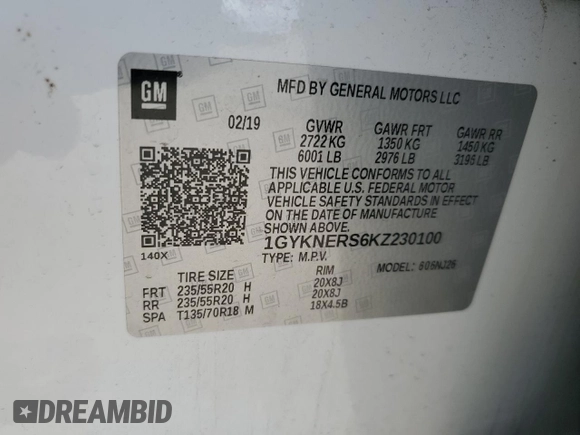 GM
MFD BY GENERAL MOTORS LLC
02/19 GVWR GAWR FRT GAWR RR
2722 KG 1350 KG 1450 KG
6001 LB 2976 LB 3196 LB
THIS VEHICLE CONFORMS TO ALL
APPLICABLE U.S. FEDERAL MOTOR
VEHICLE SAFETY STANDARDS IN EFFECT
ON THE DATE OF MANUFACTURE
SHOWN ABOVE.
140X 1GYKNERS6KZ230100
TYPE: M.P.V. MODEL: 606NJ26
TIRE SIZE RIM
FRT 235/55R20 H 20X8J
RR 235/55R20 H 20X8J
SPA T135/70R18 M 18X4.5B
DREAMBID